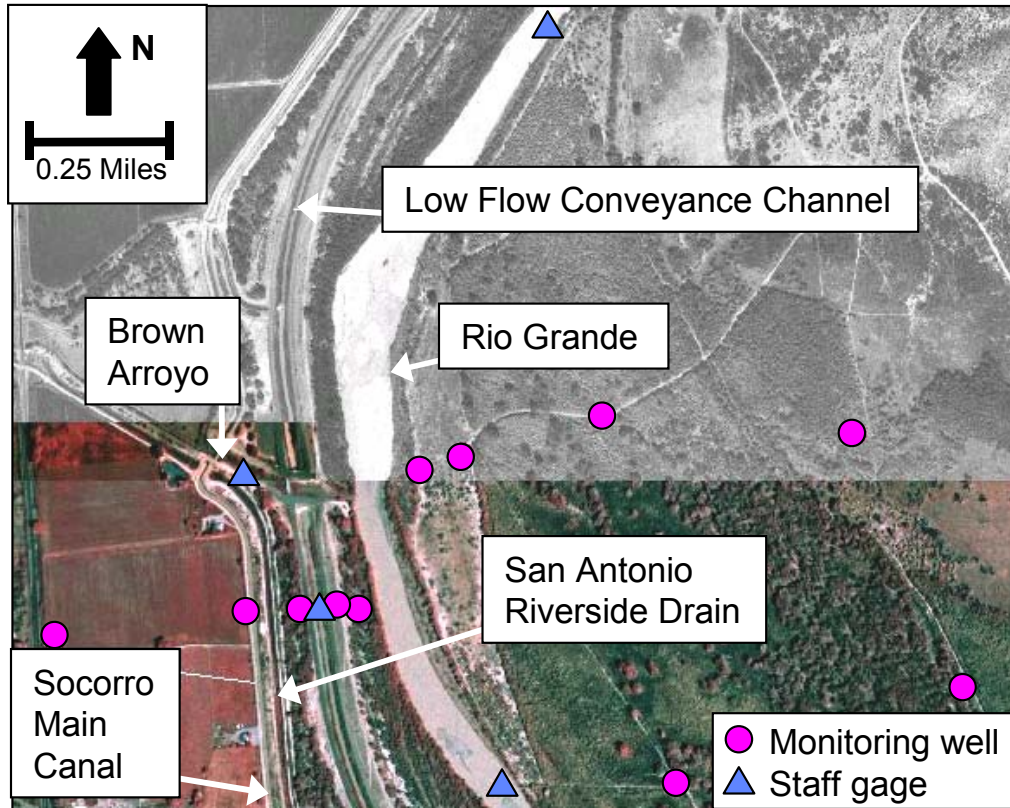 N
0.25 Miles
Low Flow Conveyance Channel
Brown
Arroyo
Rio Grande
San Antonio
Riverside Drain
Socorro
Main
Canal
Monitoring well
Staff gage